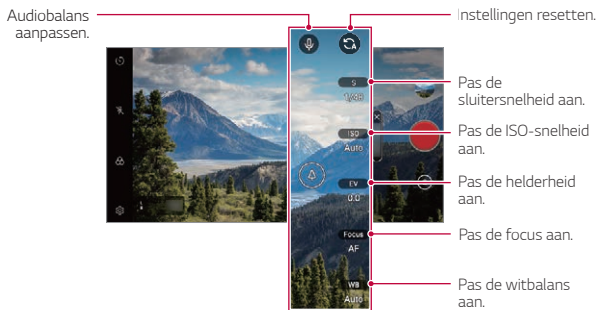 Audiobalans
aanpassen.
Instellingen resetten.
S
1/48
Pas de
sluitersnelheid aan.
ISO
Auto
Pas de ISO-snelheid
aan.
EV
0.0
Pas de helderheid
aan.
Focus
AF
Pas de focus aan.
WB
Auto
Pas de witbalans
aan.